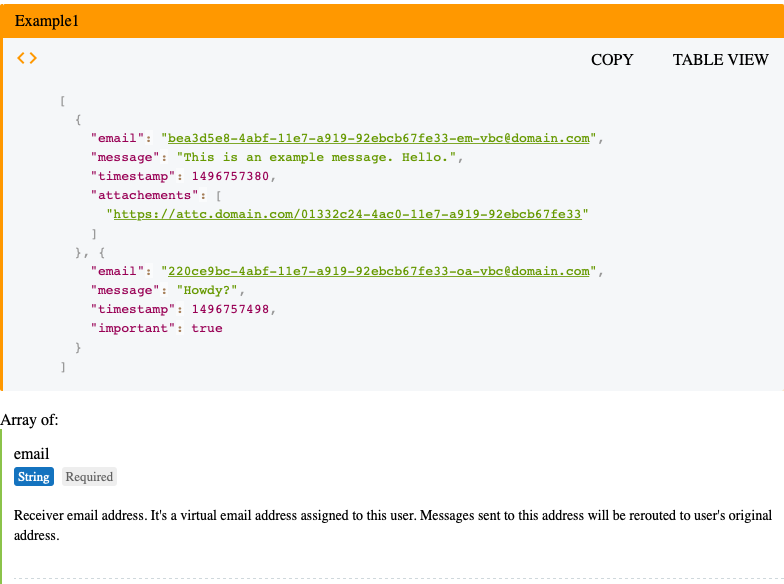 Example1
<> COPY TABLE VIEW
[
{
"email": "bea3d5e8-4abf-11e7-a919-92ebcb67fe33-em-vbc@domain.com",
"message": "This is an example message. Hello.",
"timestamp": 1496757380,
"attachements": [
"https://attc.domain.com/01332c24-4ac0-11e7-a919-92ebcb67fe33"
]
}, {
"email": "220ce9bc-4abf-11e7-a919-92ebcb67fe33-oa-vbc@domain.com",
"message": "Howdy?",
"timestamp": 1496757498,
"important": true
}
]
Array of:
email
String Required
Receiver email address. It's a virtual email address assigned to this user. Messages sent to this address will be rerouted to user's original
address.